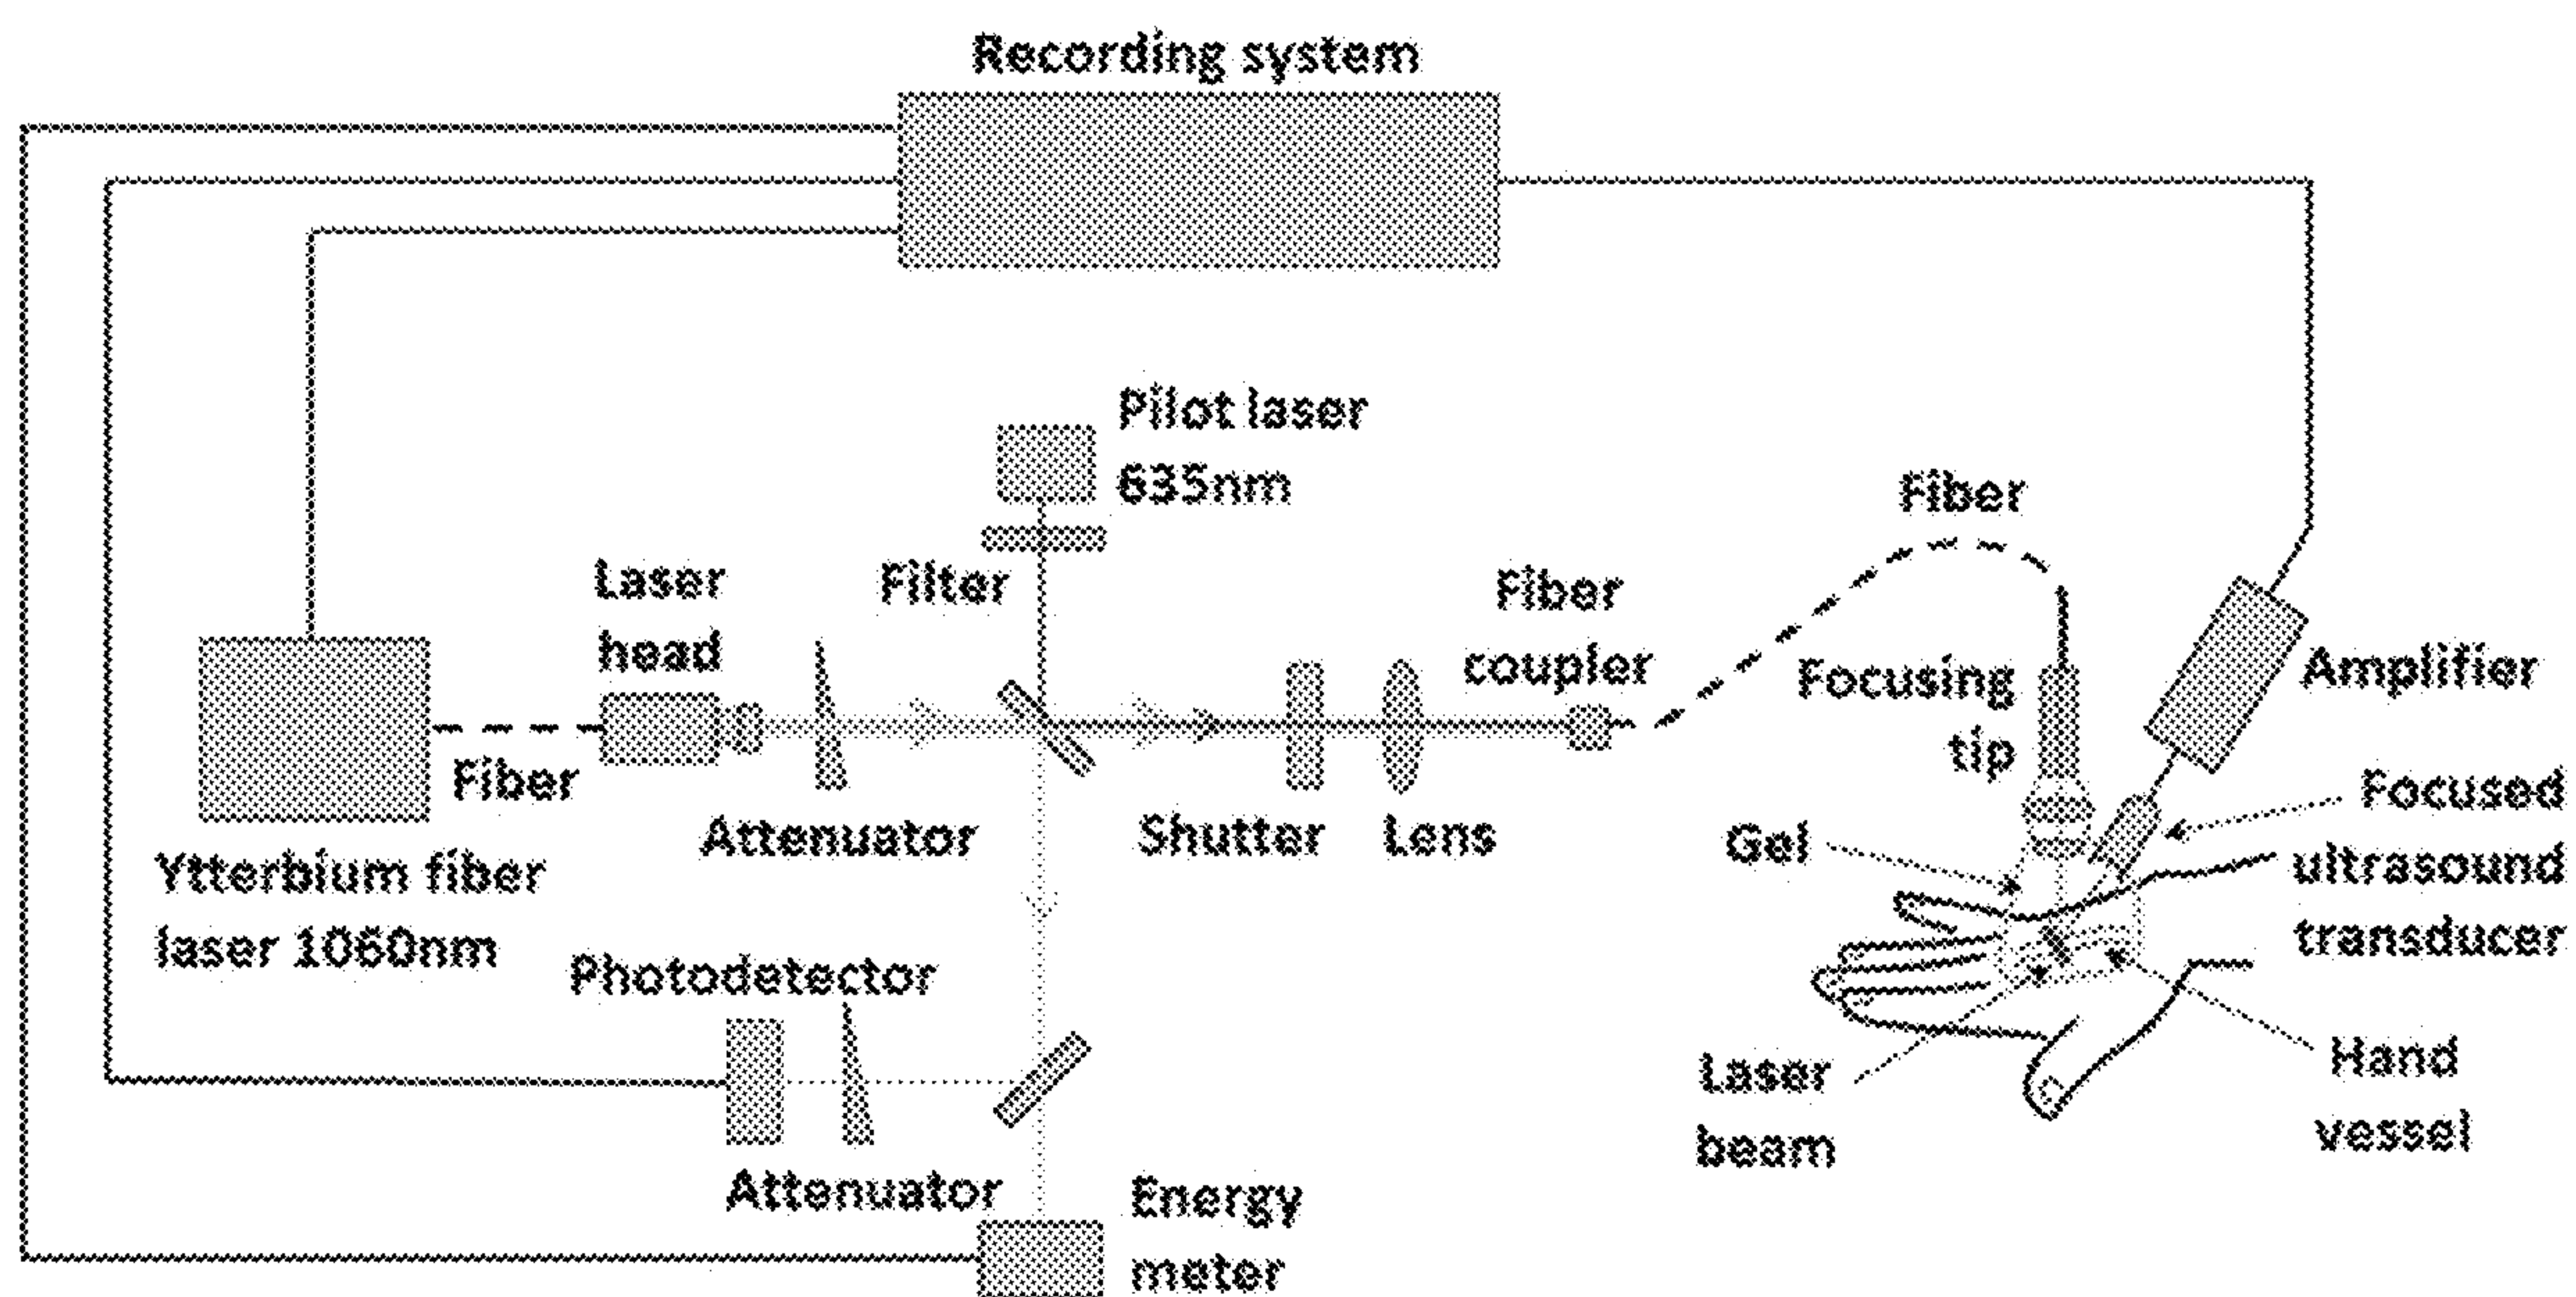 Recording system
Pilot laser
635nm
Fiber
Laser
head
Filter
Fiber
coupler
Focusing
tip
Amplifier
Fiber
Attenuator
Shutter
Lens
Gel
Focused
ultrasound
transducer
Ytterbium fiber
laser 1060nm
Photodetector
Laser
beam
Hand
vessel
Attenuator
Energy
meter